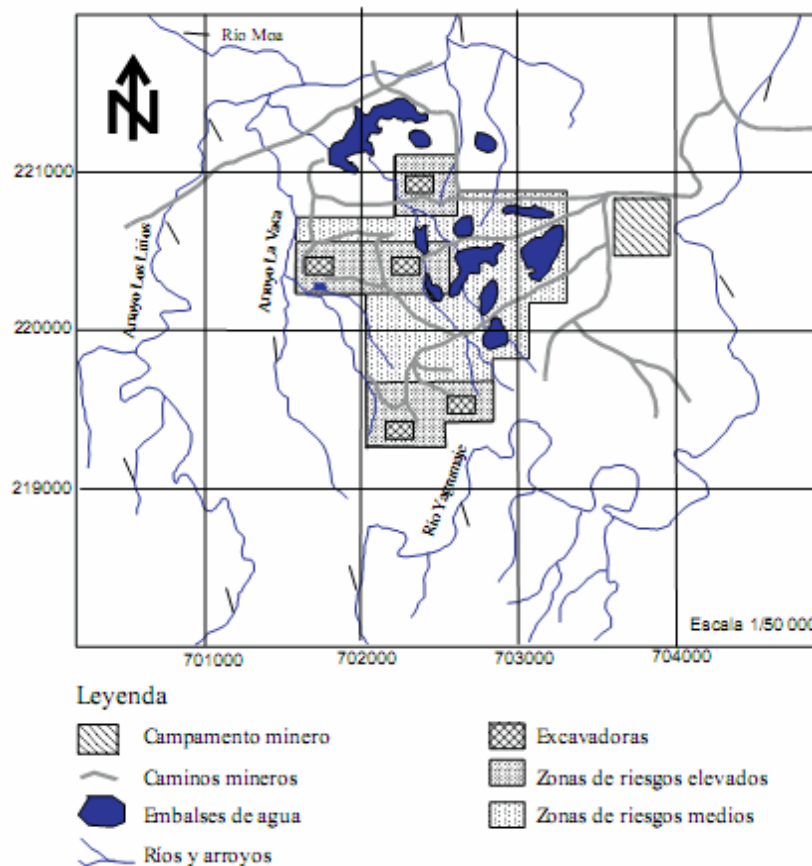 Río Moa
N
221000
Arroyo Los Liños
Arroyo La Vaca
220000
219000
Río Yagrumaje
Escala 1/50 000
701000 702000 703000 704000
Leyenda
Campamento minero
Caminos mineros
Embalses de agua
Ríos y arroyos
Excavadoras
Zonas de riesgos elevados
Zonas de riesgos medios